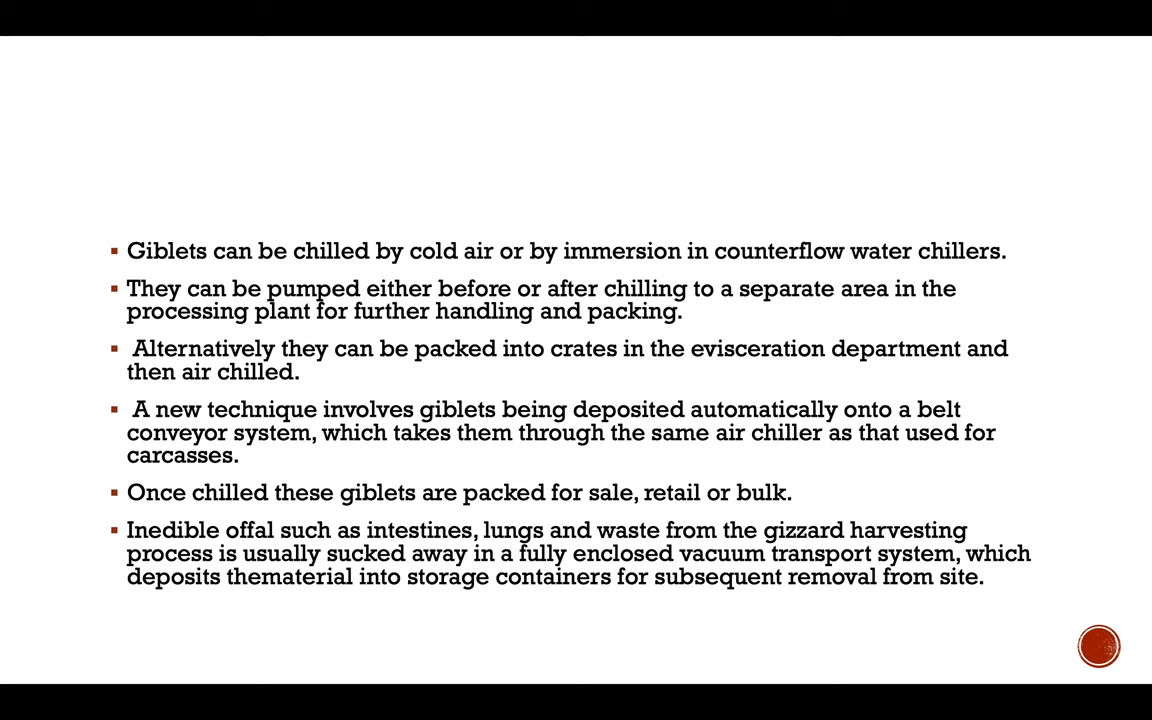 ▪ Giblets can be chilled by cold air or by immersion in counterflow water chillers.
▪ They can be pumped either before or after chilling to a separate area in the
processing plant for further handling and packing.
▪ Alternatively they can be packed into crates in the evisceration department and
then air chilled.
▪ A new technique involves giblets being deposited automatically onto a belt
conveyor system, which takes them through the same air chiller as that used for
carcasses.
▪ Once chilled these giblets are packed for sale, retail or bulk.
▪ Inedible offal such as intestines, lungs and waste from the gizzard harvesting
process is usually sucked away in a fully enclosed vacuum transport system, which
deposits thematerial into storage containers for subsequent removal from site.